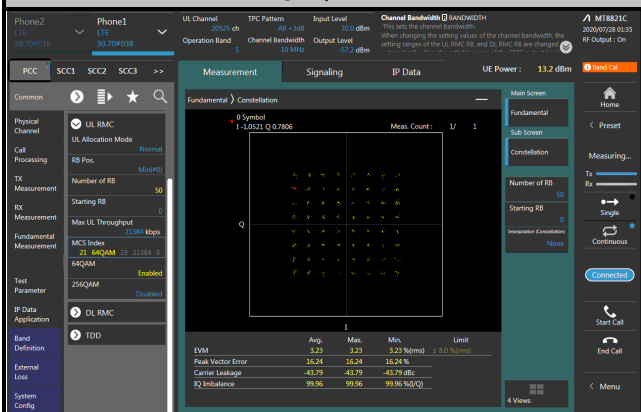 Phone2
LTE
30.70#038
Phone1
LTE
30.70#038
UL Channel
20525 ch
Operation Band
5
TPC Pattern
All +3dB
Channel Bandwidth
10 MHz
Input Level
30.0 dBm
Output Level
-57.2 dBm
Channel Bandwidth R BANDWIDTH
This sets the channel bandwidth.
When changing the setting values of the channel bandwidth, the
setting ranges of the UL RMC RB, and DL RMC RB are changed
MT8821C
2020/07/28 01:35
RF Output : On
PCC
SCC1
SCC2
SCC3
>>
Measurement
Signaling
IP Data
UE Power : 13.2 dBm
Band Cal
Common
Physical
Channel
Call
Processing
TX
Measurement
RX
Measurement
Fundamental
Measurement
Test
Parameter
IP Data
Application
Band
Definition
External
Loss
System
Config
UL RMC
UL Allocation Mode
Normal
RB Pos.
Min(#0)
Number of RB
50
Starting RB
0
Max UL Throughput
21384 kbps
MCS Index
21 64QAM 19 21384 8
64QAM
Enabled
256QAM
Disabled
DL RMC
TDD
Fundamental 〉 Constellation
0 Symbol
I -1.0521 Q 0.7806
Meas. Count : 1/ 1
Q
I
Avg. Max. Min. Limit
EVM 3.23 3.23 3.23 %(rms) ≤ 8.0 %(rms)
Peak Vector Error 16.24 16.24 16.24 %
Carrier Leakage -43.79 -43.79 -43.79 dBc
IQ Imbalance 99.96 99.96 99.96 %(I/Q)
Main Screen
Fundamental
Sub Screen
Constellation
Number of RB
50
Starting RB
0
Interpolation (Constellation)
None
4 Views
Home
< Preset
Measuring...
Tx
Rx
Single
Continuous
Connected
Start Call
End Call
< Menu